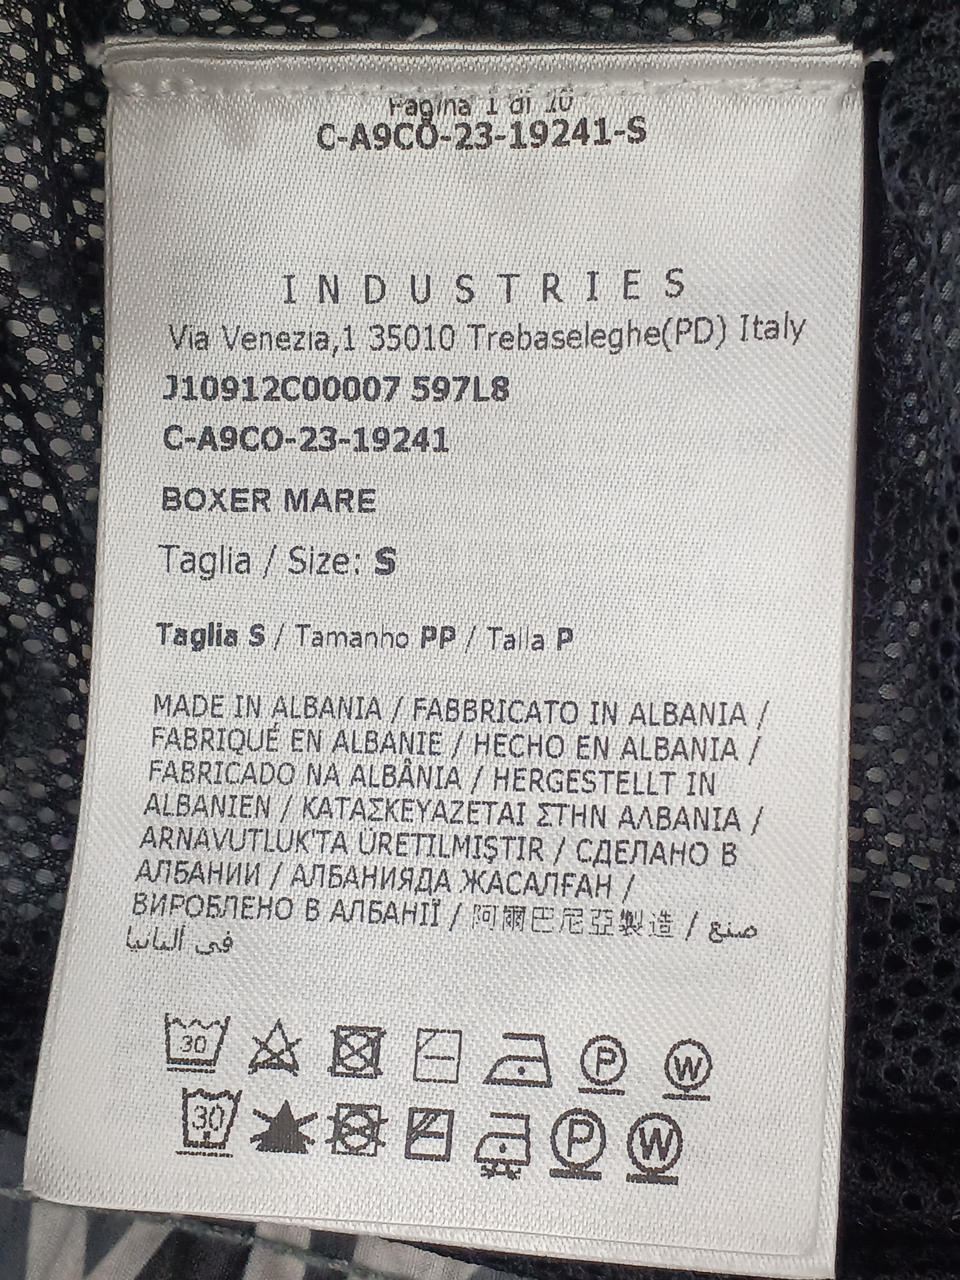 Pagina 1 di 10
C-A9CO-23-19241-S
INDUSTRIES
Via Venezia,1 35010 Trebaseleghe(PD) Italy
J10912C00007 597L8
C-A9CO-23-19241
BOXER MARE
Taglia / Size: S
Taglia S / Tamanho PP / Talla P
MADE IN ALBANIA / FABBRICATO IN ALBANIA /
FABRIQUÉ EN ALBANIE / HECHO EN ALBANIA /
FABRICADO NA ALBÂNIA / HERGESTELLT IN
ALBANIEN / ΚΑΤΑΣΚΕΥΑΖΕΤΑΙ ΣΤΗΝ ΑΛΒΑΝΙΑ /
ARNAVUTLUK'TA ÜRETILMIŞTIR / СДЕЛАНО В
АЛБАНИИ / АЛБАНИЯДА ЖАСАЛҒАН /
ВИРОБЛЕНО В АЛБАНІЇ / 阿爾巴尼亞製造 / صنع
في ألبانيا
30 P W
30 P W